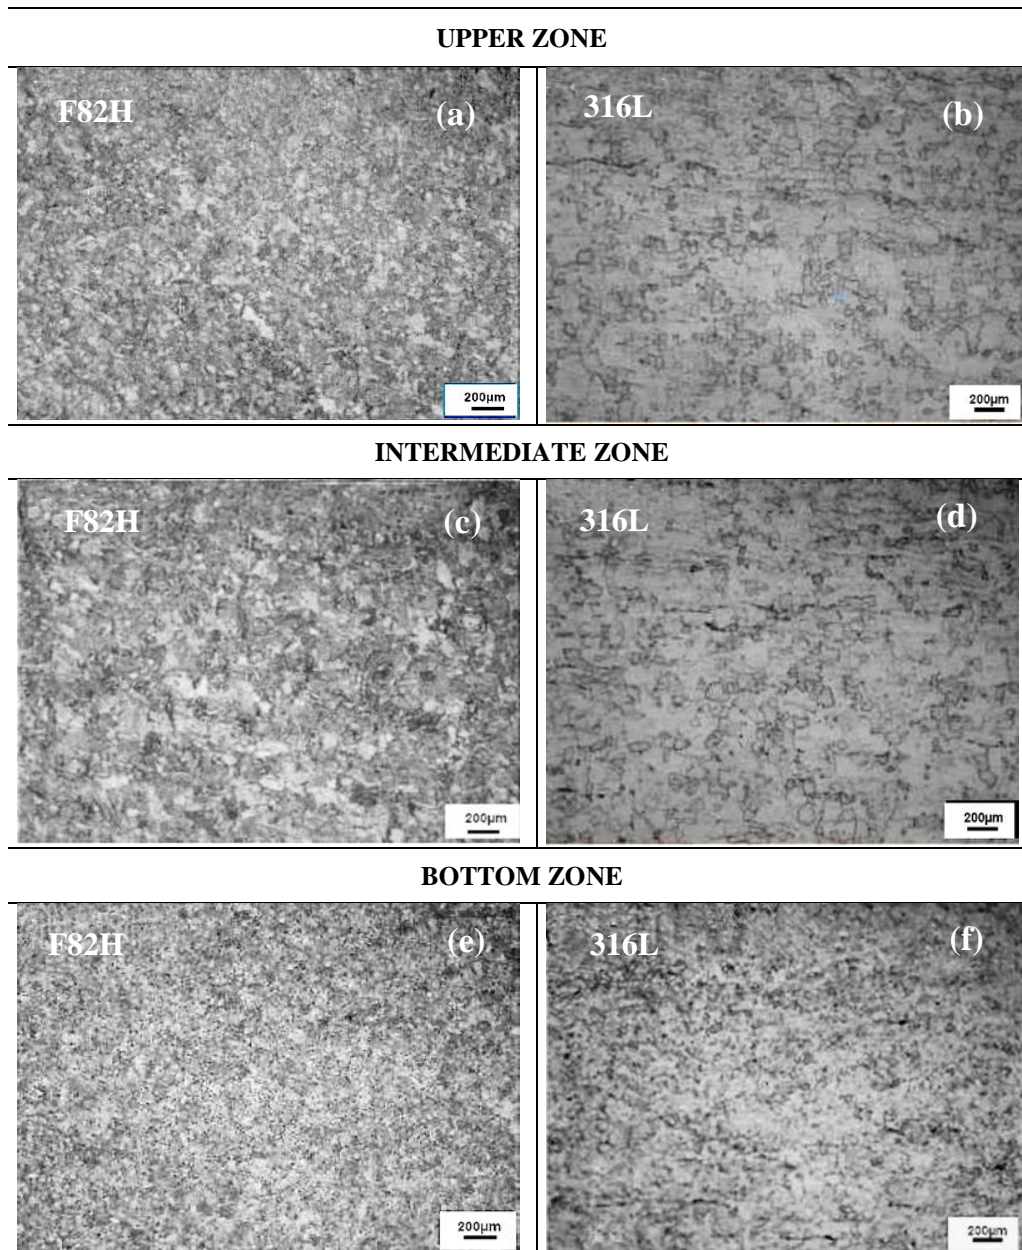 UPPER ZONE
F82H (a) 316L (b)
200µm 200µm
INTERMEDIATE ZONE
F82H (c) 316L (d)
200µm 200µm
BOTTOM ZONE
F82H (e) 316L (f)
200µm 200µm